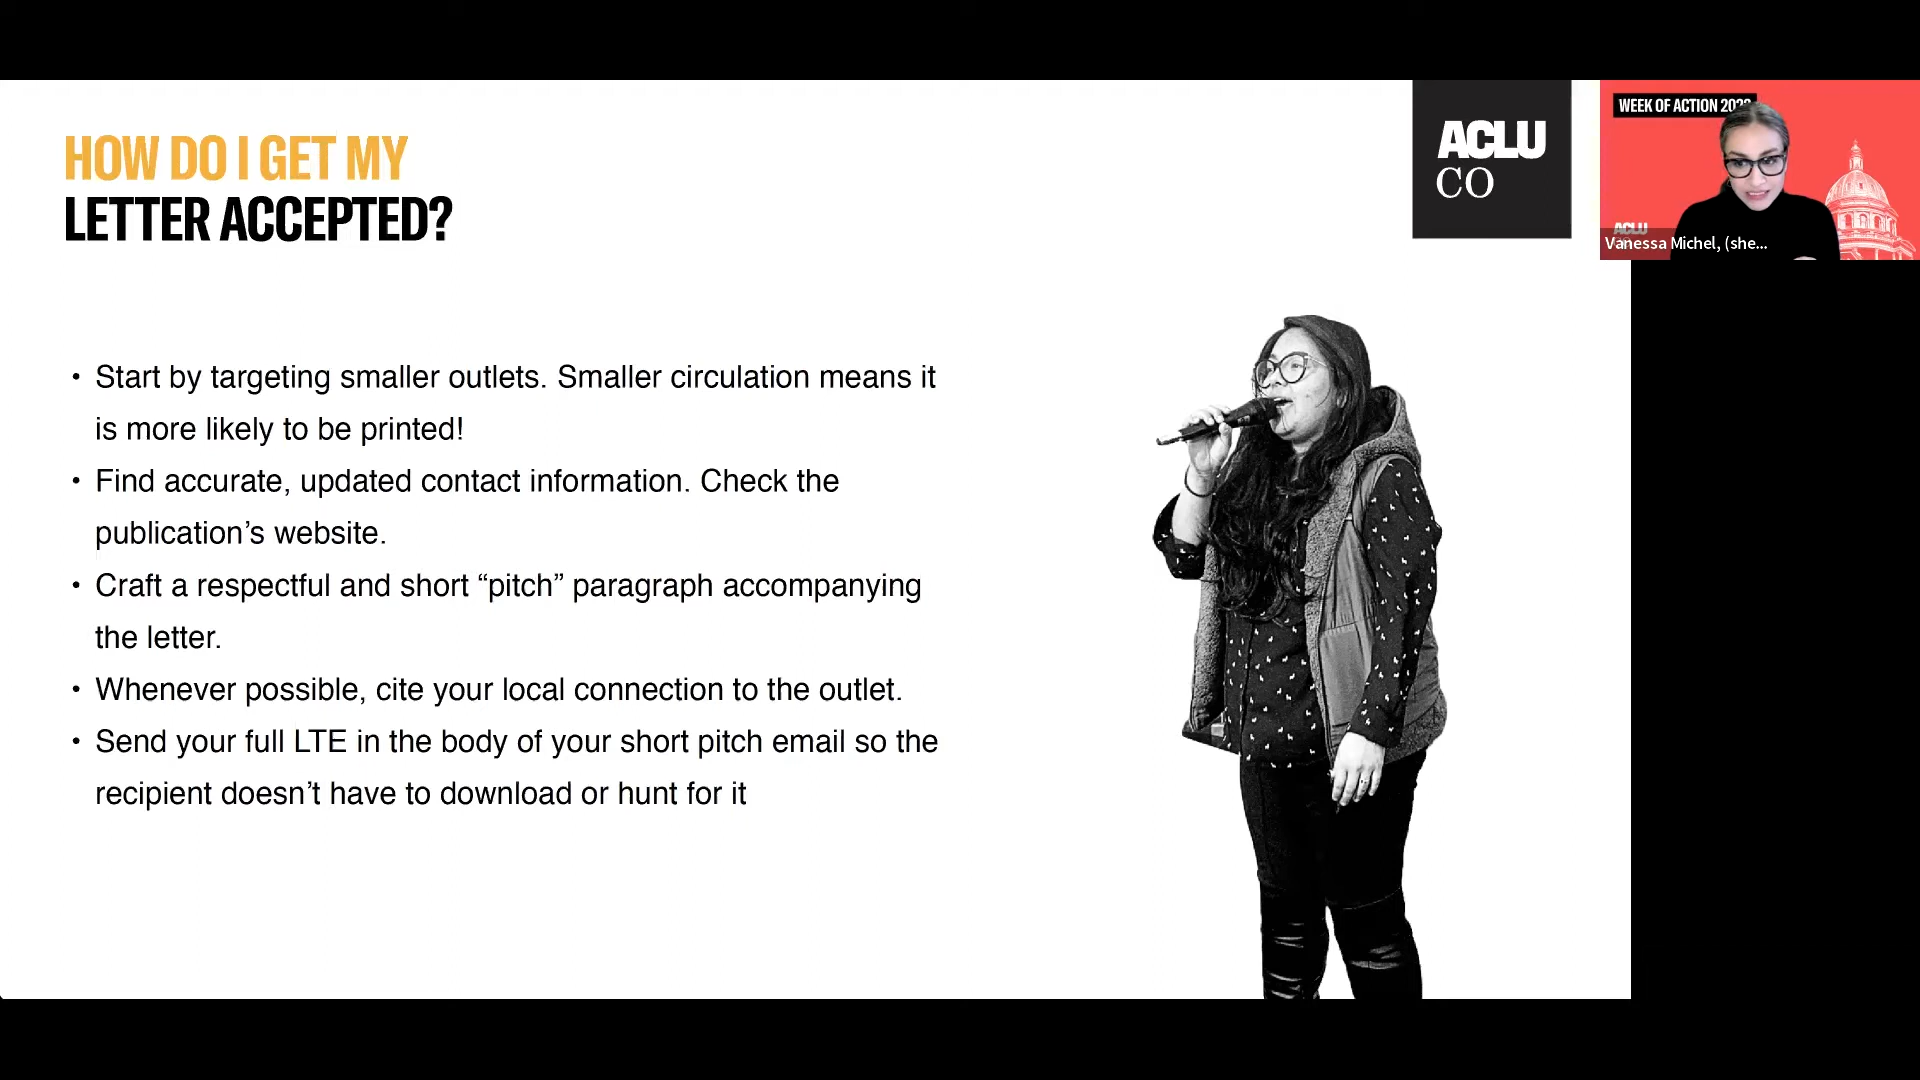 HOW DO I GET MY
LETTER ACCEPTED?
ACLU
CO
WEEK OF ACTION
ACLU
Vanessa Michel, (she...
• Start by targeting smaller outlets. Smaller circulation means it
is more likely to be printed!
• Find accurate, updated contact information. Check the
publication’s website.
• Craft a respectful and short “pitch” paragraph accompanying
the letter.
• Whenever possible, cite your local connection to the outlet.
• Send your full LTE in the body of your short pitch email so the
recipient doesn’t have to download or hunt for it